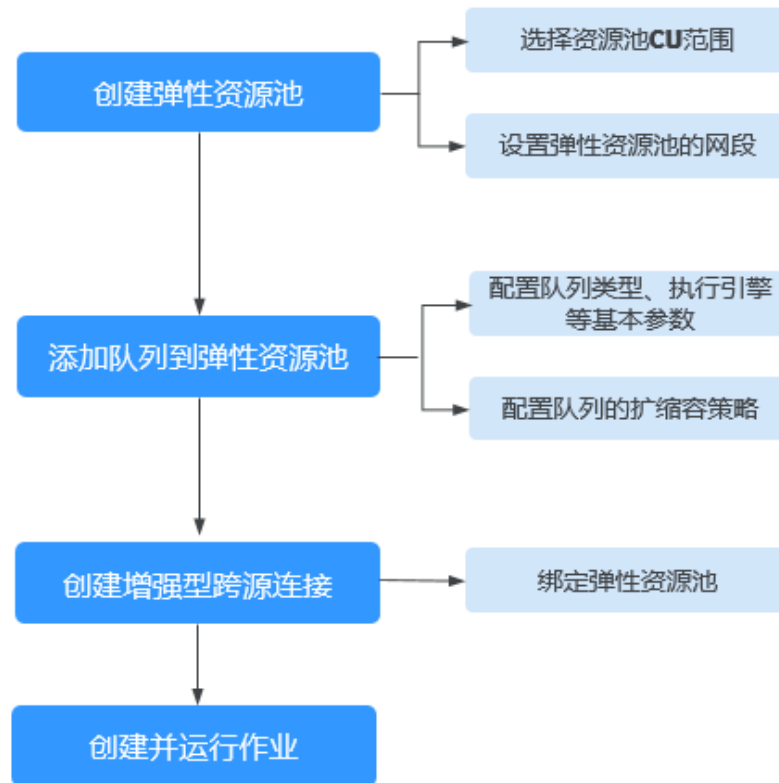 创建弹性资源池
选择资源池CU范围
设置弹性资源池的网段
添加队列到弹性资源池
配置队列类型、执行引擎
等基本参数
配置队列的扩缩容策略
创建增强型跨源连接
绑定弹性资源池
创建并运行作业